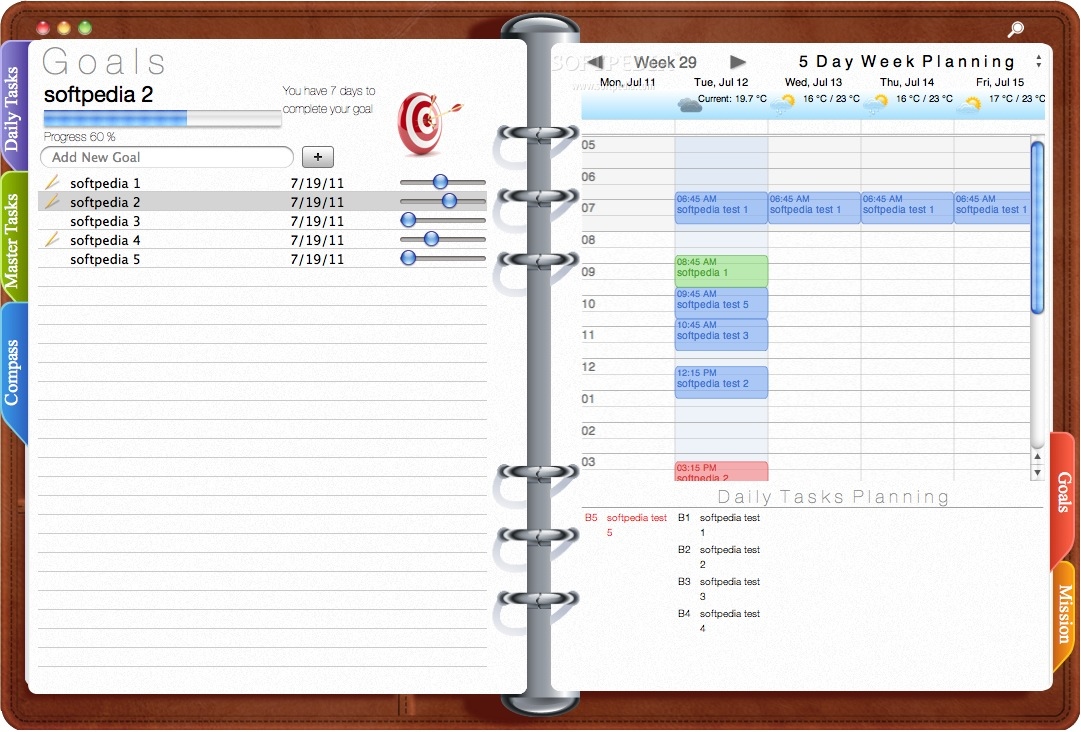 Daily Tasks
Master Tasks
Compass
Goals
softpedia 2
You have 7 days to
complete your goal
Progress 60 %
Add New Goal
+
softpedia 1 7/19/11
softpedia 2 7/19/11
softpedia 3 7/19/11
softpedia 4 7/19/11
softpedia 5 7/19/11
SOFTPEDIA
Week 29
5 Day Week Planning
Mon, Jul 11 Tue, Jul 12 Wed, Jul 13 Thu, Jul 14 Fri, Jul 15
Current: 19.7 °C 16 °C / 23 °C 16 °C / 23 °C 17 °C / 23 °C
05
06
06:45 AM 06:45 AM 06:45 AM 06:45 AM
07 softpedia test 1 softpedia test 1 softpedia test 1 softpedia test 1
08
08:45 AM
09 softpedia 1
09:45 AM
10 softpedia test 5
10:45 AM
11 softpedia test 3
12
12:15 PM
softpedia test 2
01
02
03
03:15 PM
softpedia 2
Daily Tasks Planning
B5 softpedia test B1 softpedia test
5 1
B2 softpedia test
2
B3 softpedia test
3
B4 softpedia test
4
Goals
Mission